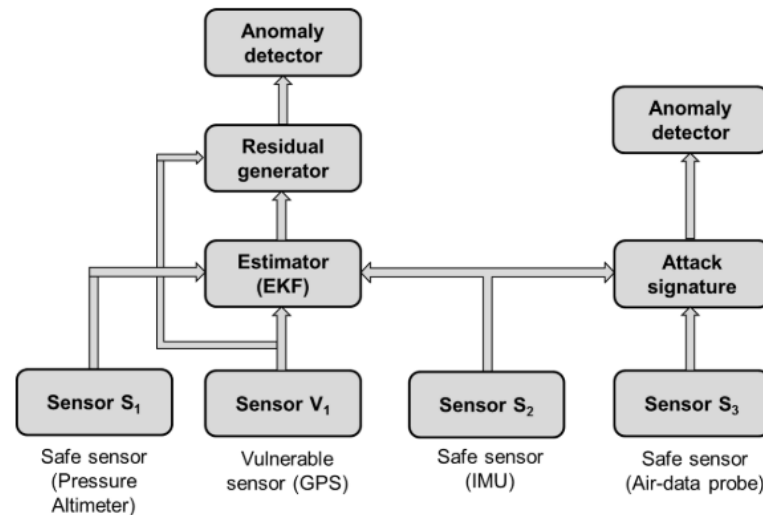 Anomaly
detector
Anomaly
detector
Residual
generator
Estimator
(EKF)
Attack
signature
Sensor S₁
Sensor V₁
Sensor S₂
Sensor S₃
Safe sensor
(Pressure
Altimeter)
Vulnerable
sensor (GPS)
Safe sensor
(IMU)
Safe sensor
(Air-data probe)